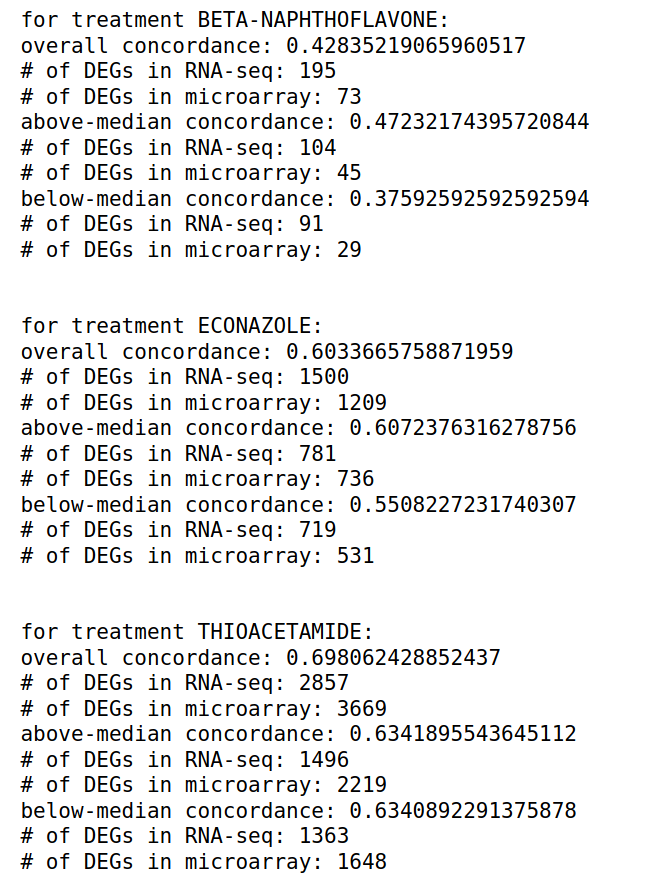 for treatment BETA-NAPHTHOFLAVONE:
overall concordance: 0.42835219065960517
# of DEGs in RNA-seq: 195
# of DEGs in microarray: 73
above-median concordance: 0.47232174395720844
# of DEGs in RNA-seq: 104
# of DEGs in microarray: 45
below-median concordance: 0.37592592592592594
# of DEGs in RNA-seq: 91
# of DEGs in microarray: 29
for treatment ECONAZOLE:
overall concordance: 0.6033665758871959
# of DEGs in RNA-seq: 1500
# of DEGs in microarray: 1209
above-median concordance: 0.6072376316278756
# of DEGs in RNA-seq: 781
# of DEGs in microarray: 736
below-median concordance: 0.5508227231740307
# of DEGs in RNA-seq: 719
# of DEGs in microarray: 531
for treatment THIOACETAMIDE:
overall concordance: 0.698062428852437
# of DEGs in RNA-seq: 2857
# of DEGs in microarray: 3669
above-median concordance: 0.6341895543645112
# of DEGs in RNA-seq: 1496
# of DEGs in microarray: 2219
below-median concordance: 0.6340892291375878
# of DEGs in RNA-seq: 1363
# of DEGs in microarray: 1648